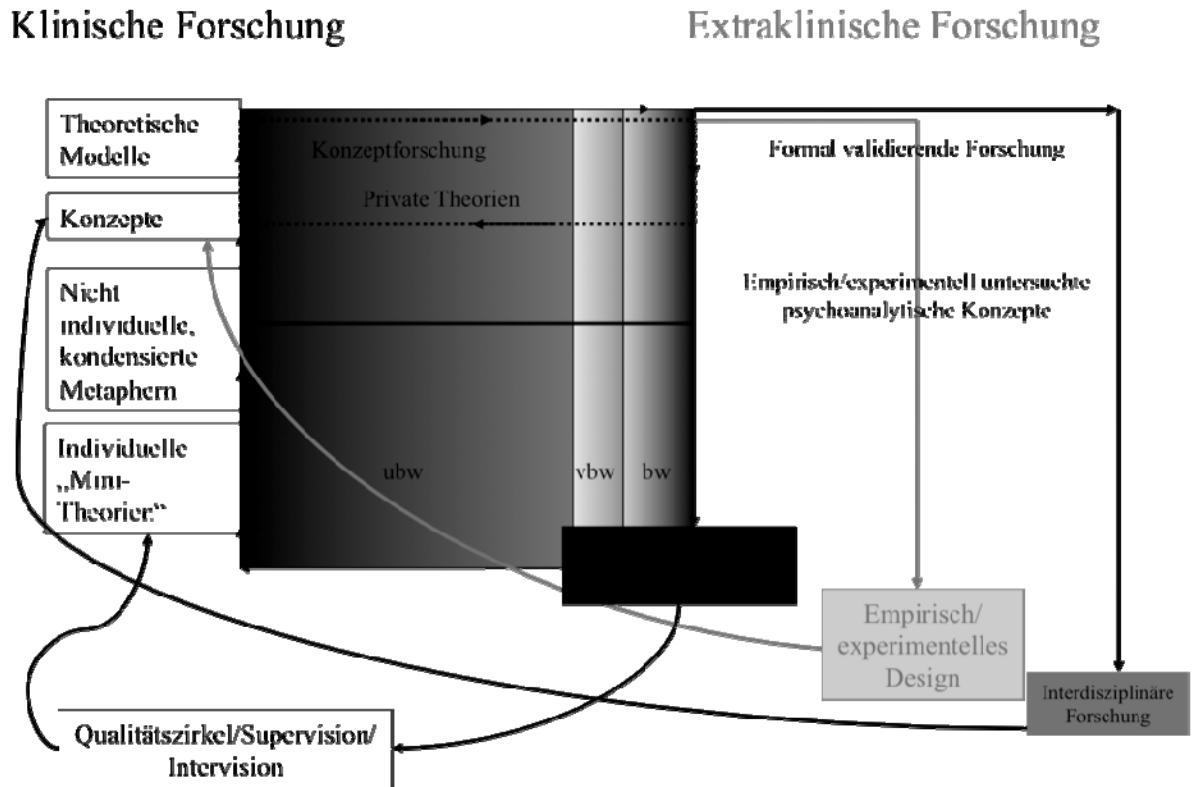 Klinische Forschung
Extraklinische Forschung
Theoretische
Modelle
Konzeptforschung
Formal validierende Forschung
Private Theorien
Konzepte
Nicht
individuelle,
kondensierte
Metaphern
Empirisch/experimentell untersuchte
psychoanalytische Konzepte
Individuelle
„Mini-
Theorien“
ubw
vbw
bw
Empirisch/
experimentelles
Design
Interdisziplinäre
Forschung
Qualitätszirkel/Supervision/
Intervision